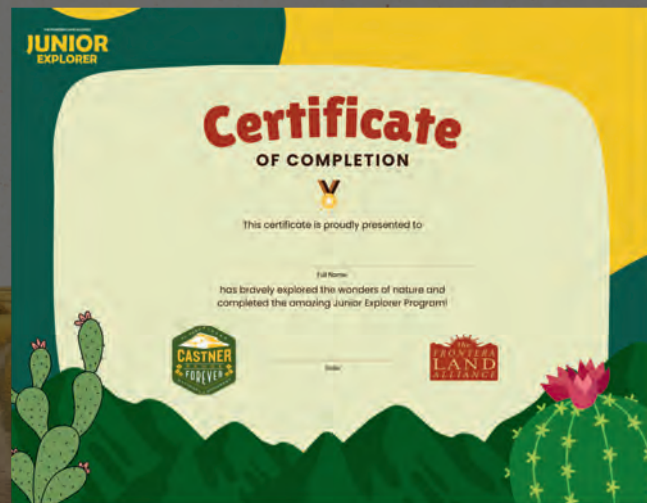 JUNIOR
EXPLORER
Certificate
OF COMPLETION
This certificate is proudly presented to
Full Name
has bravely explored the wonders of nature and
completed the amazing Junior Explorer Program!
CASTNER
FOREVER
Date
the
FRONTERA
LAND
ALLIANCE